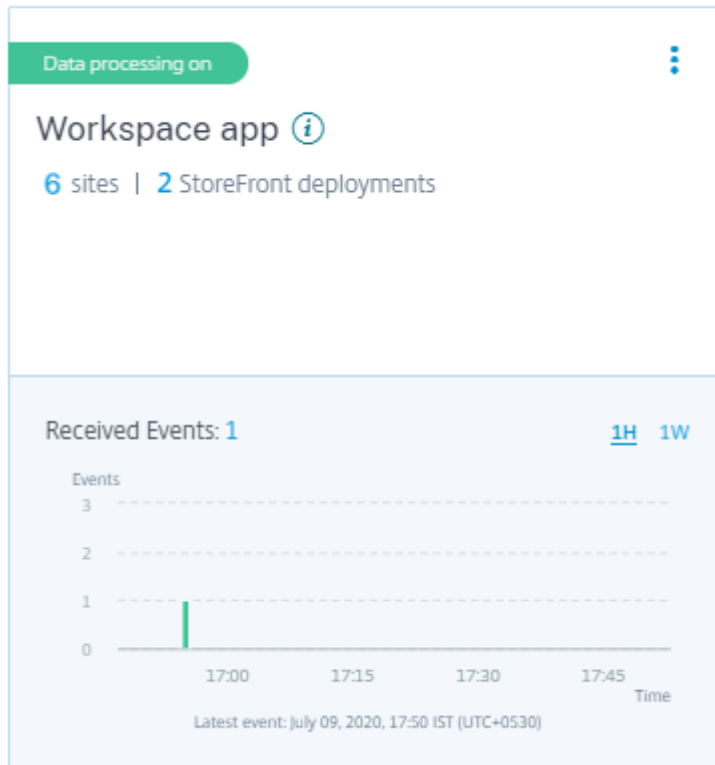 Data processing on
Workspace app i
6 sites | 2 StoreFront deployments
Received Events: 1
1H 1W
Events
3
2
1
0
17:00 17:15 17:30 17:45
Time
Latest event: July 09, 2020, 17:50 IST (UTC+0530)